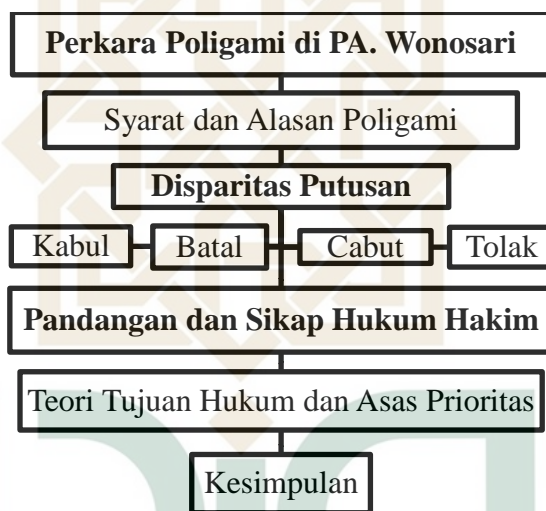 Perkara Poligami di PA. Wonosari
Syarat dan Alasan Poligami
Disparitas Putusan
Kabul Batal Cabut Tolak
Pandangan dan Sikap Hukum Hakim
Teori Tujuan Hukum dan Asas Prioritas
Kesimpulan